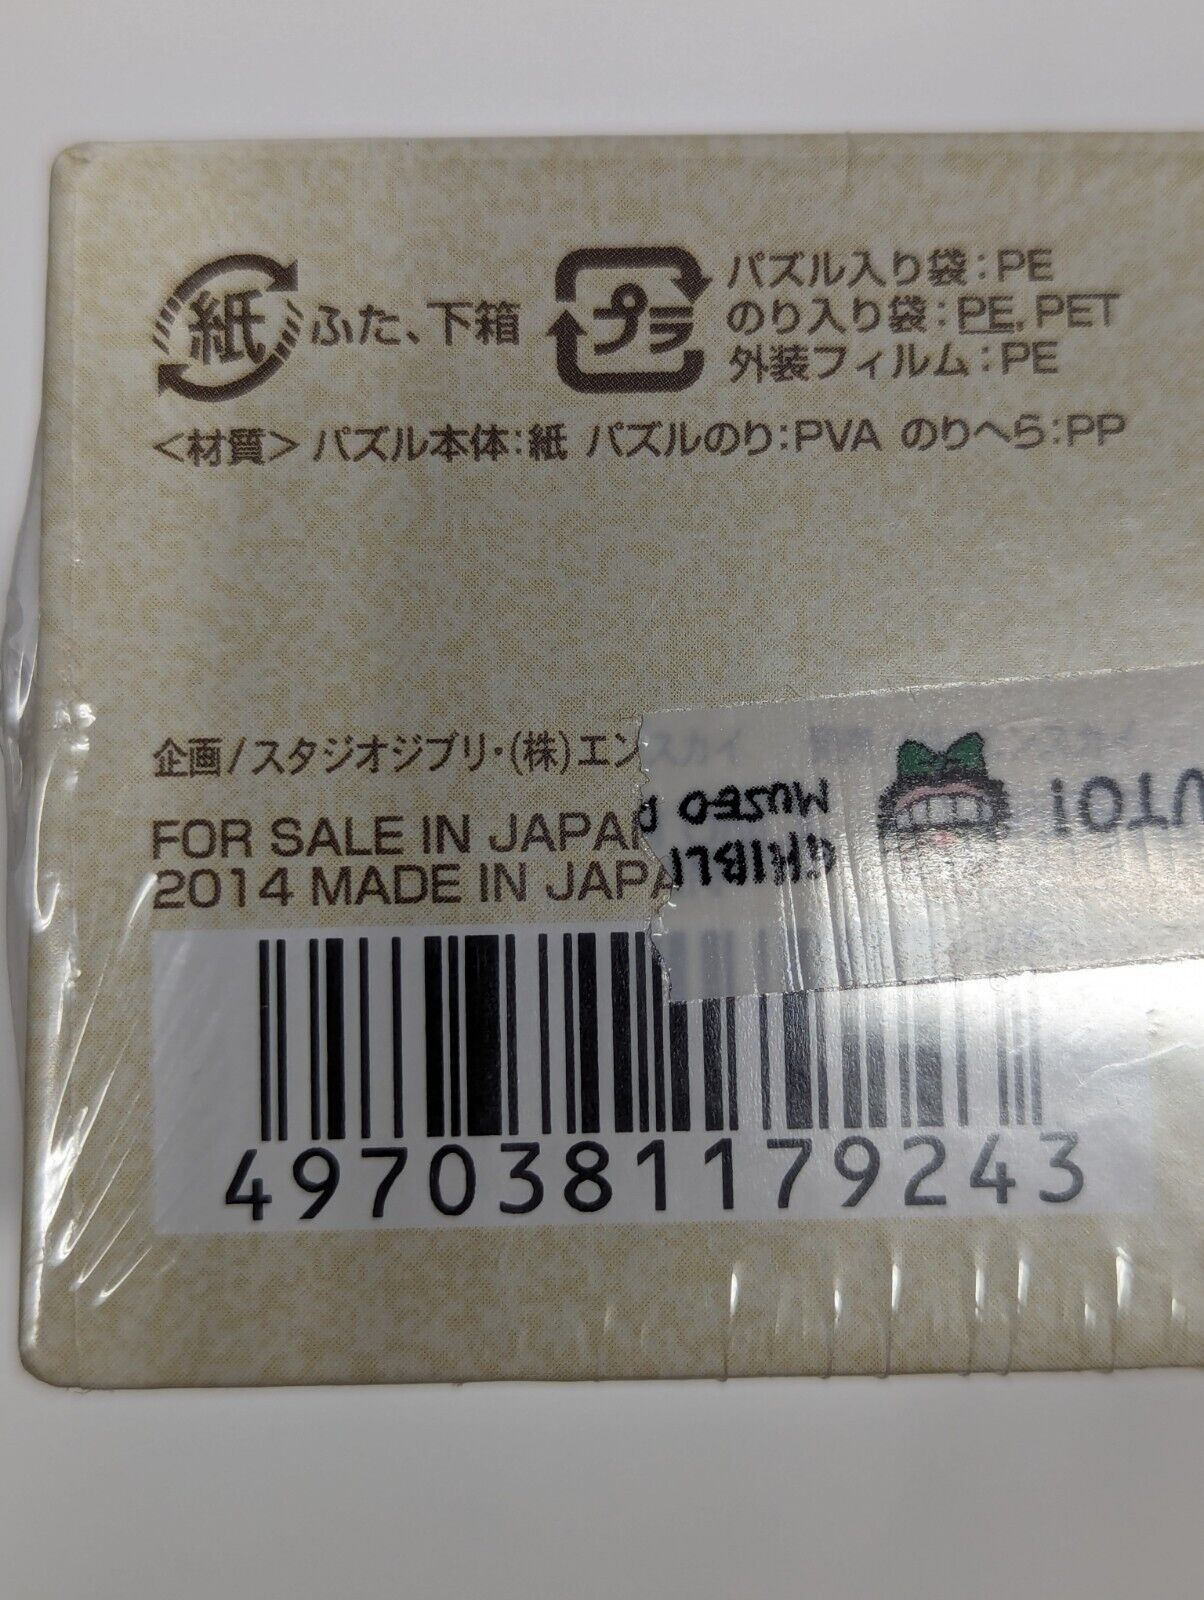 紙 ふた、下箱
プラ パズル入り袋：PE
のり入り袋：PE, PET
外装フィルム：PE
<材質> パズル本体：紙 パズルのり：PVA のりへら：PP
企画/スタジオジブリ・(株)エンスカイ
FOR SALE IN JAPAN
2014 MADE IN JAPA
GHIBLI
MUSEO
4970381179243